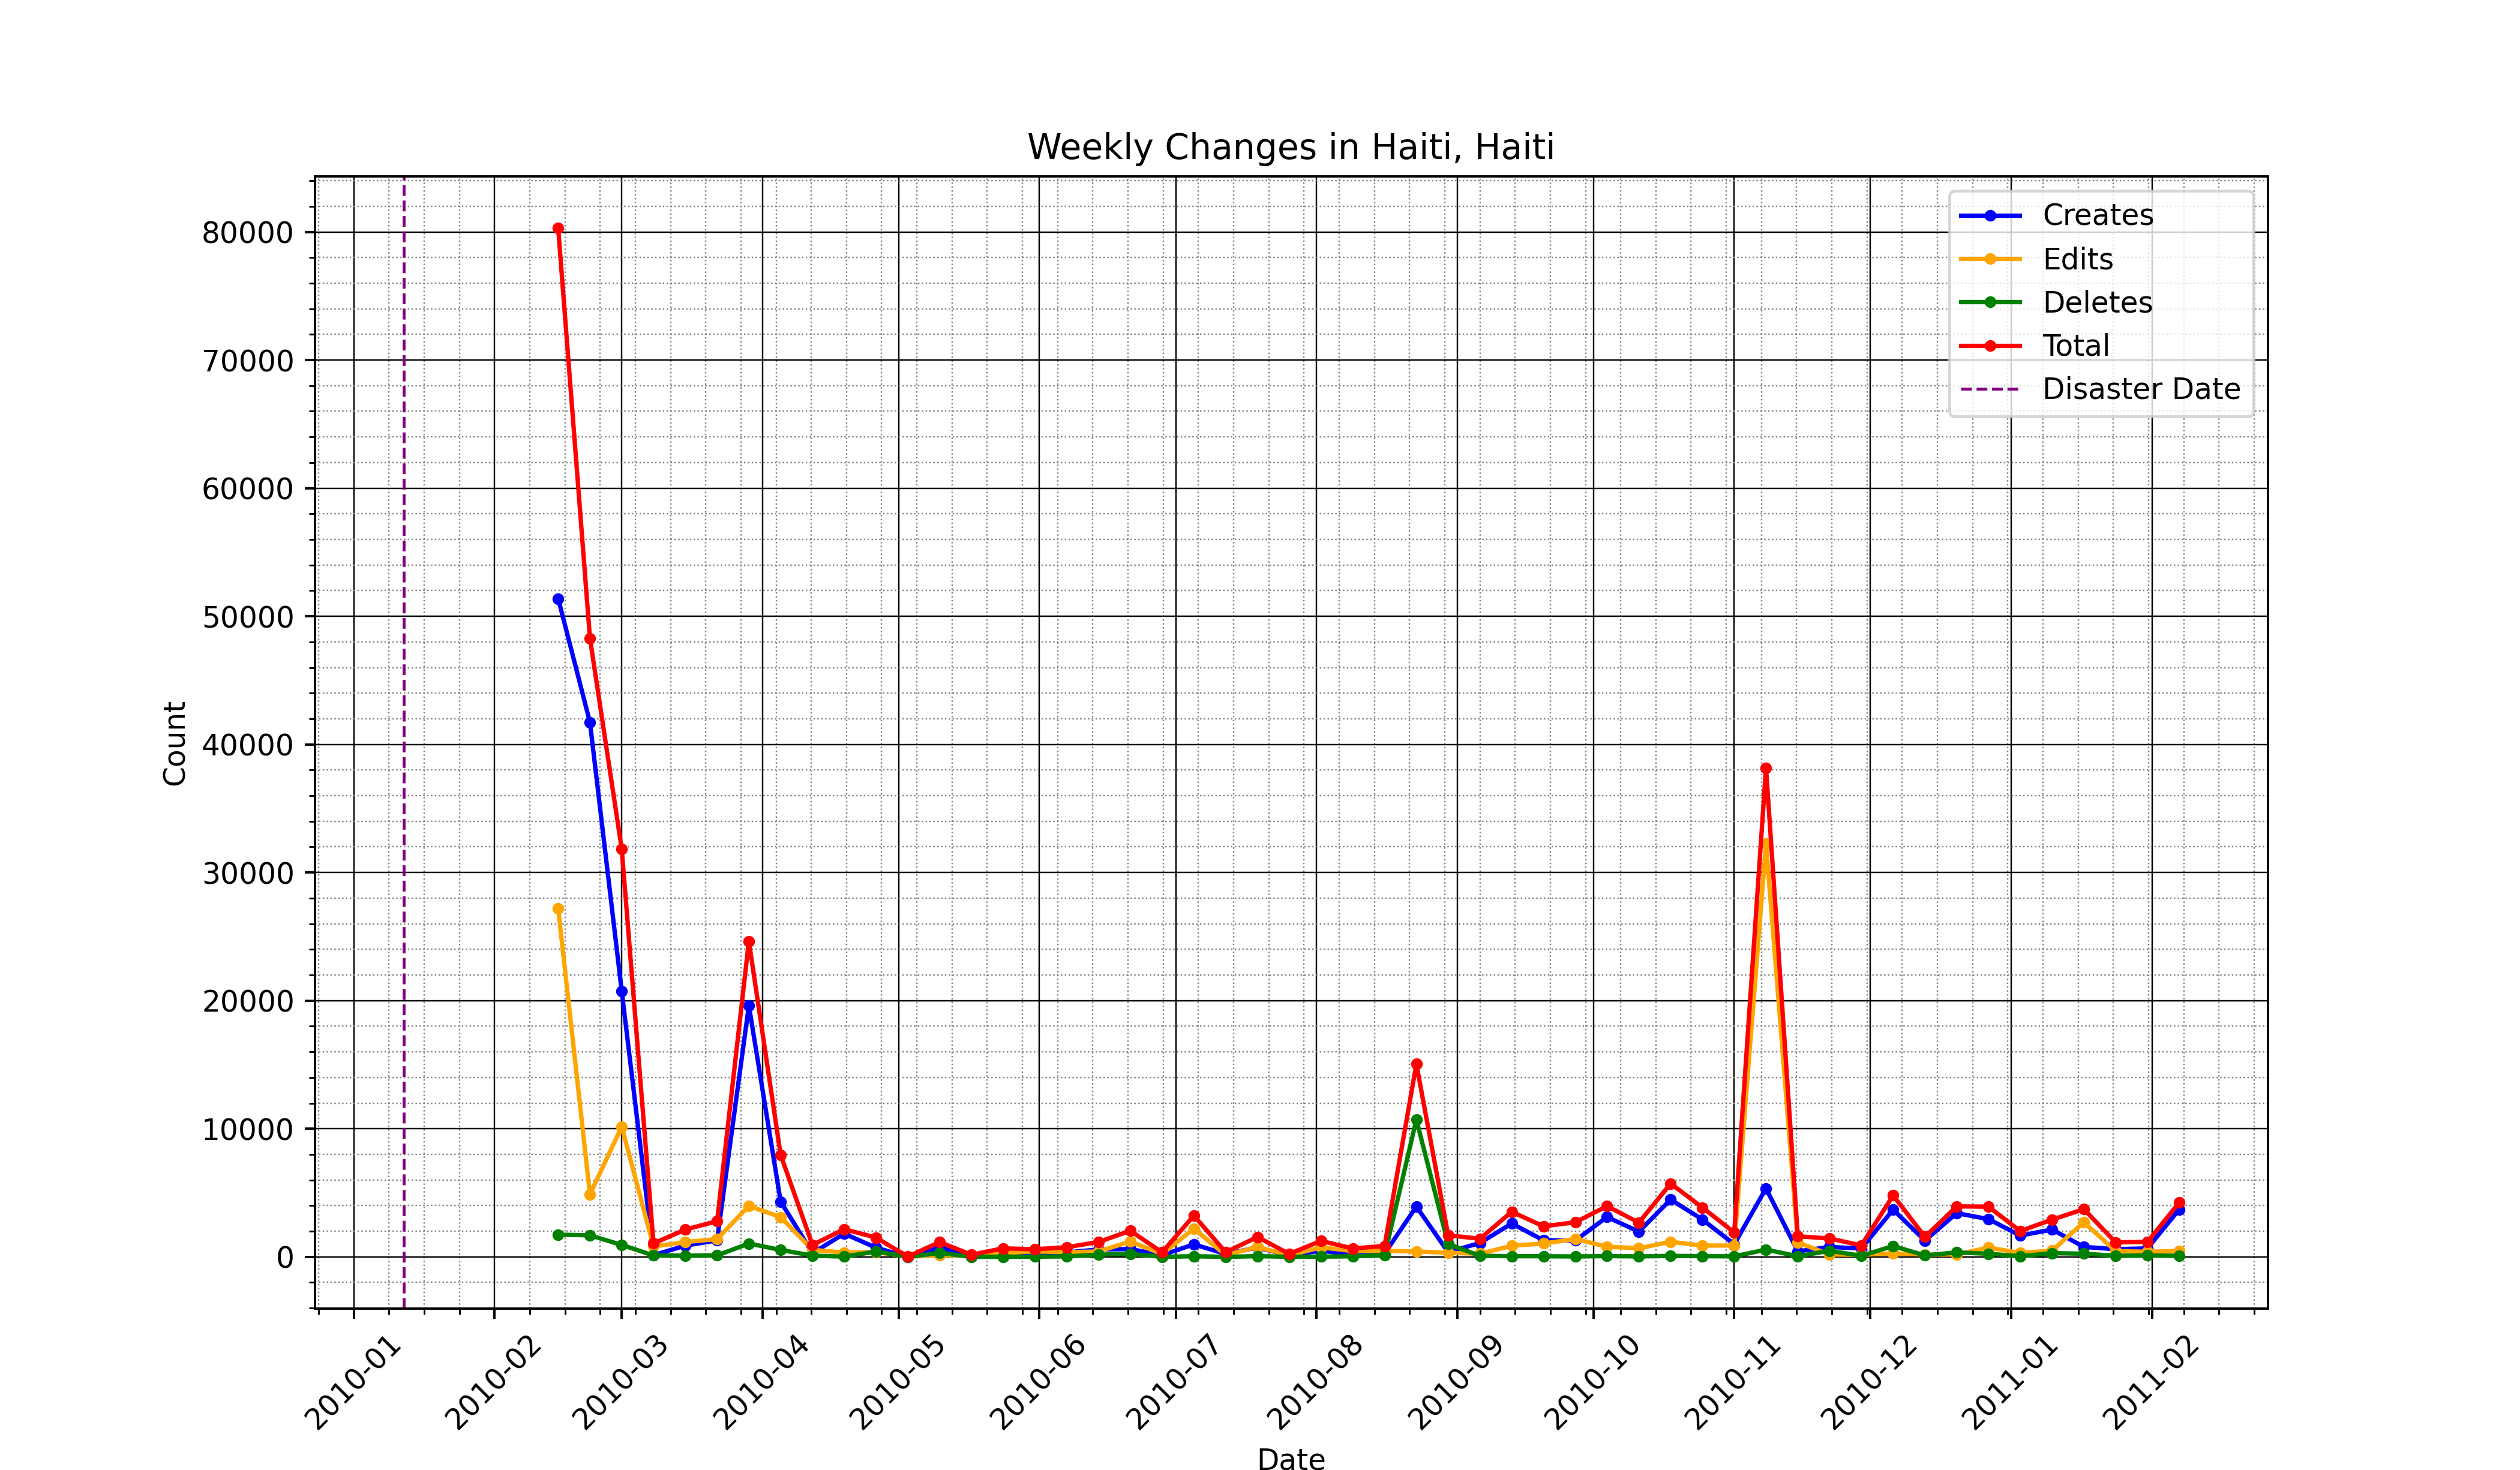 Weekly Changes in Haiti, Haiti
Creates
Edits
Deletes
Total
Disaster Date
80000
70000
60000
50000
40000
30000
20000
10000
0
Count
2010-01
2010-02
2010-03
2010-04
2010-05
2010-06
2010-07
2010-08
2010-09
2010-10
2010-11
2010-12
2011-01
2011-02
Date